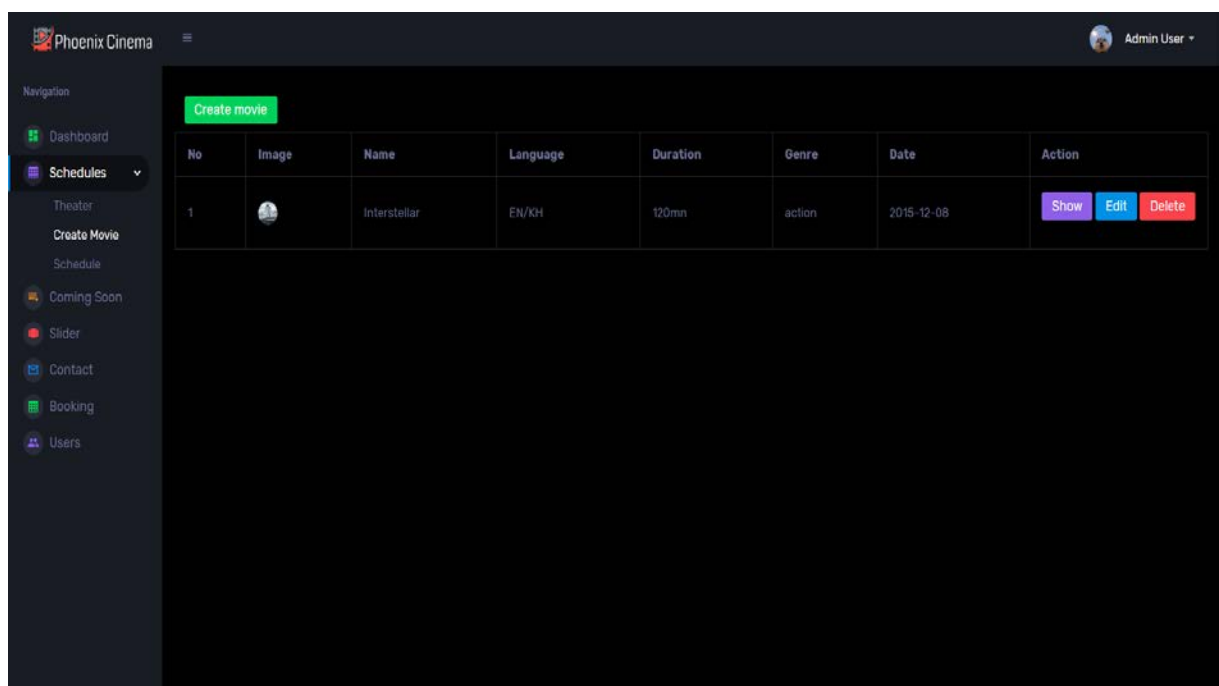 Phoenix Cinema
Admin User
Navigation
Dashboard
Schedules
Theater
Create Movie
Schedule
Coming Soon
Slider
Contact
Booking
Users
Create movie
No Image Name Language Duration Genre Date Action
1 Interstellar EN/KH 120mn action 2015-12-08 Show Edit Delete